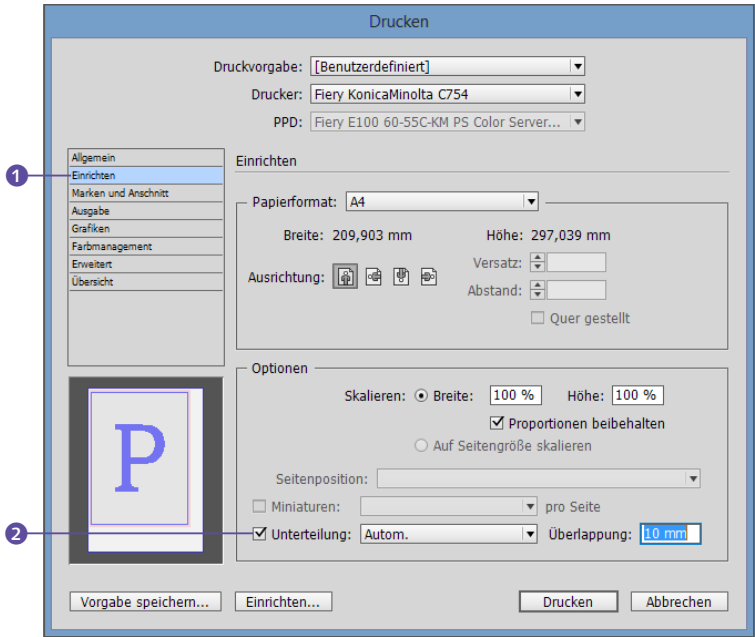 Drucken
Druckvorgabe: [Benutzerdefiniert]
Drucker: Fiery KonicaMinolta C754
PPD: Fiery E100 60-55C-KM PS Color Server...
1
Allgemein
Einrichten
Marken und Anschnitt
Ausgabe
Grafiken
Farbmanagement
Erweitert
Übersicht
Einrichten
Papierformat: A4
Breite: 209,903 mm Höhe: 297,039 mm
Ausrichtung:
Versatz:
Abstand:
Quer gestellt
P
Optionen
Skalieren: Breite: 100 % Höhe: 100 %
Proportionen beibehalten
Auf Seitengröße skalieren
Seitenposition:
Miniaturen: pro Seite
2
Unterteilung: Autom. Überlappung: 10 mm
Vorgabe speichern... Einrichten... Drucken Abbrechen